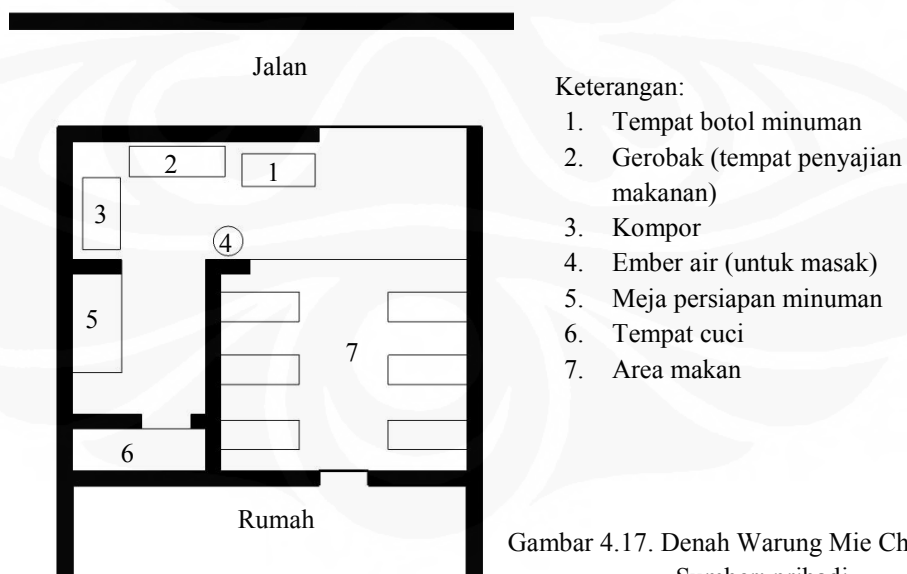 Jalan
Keterangan:
1. Tempat botol minuman
2. Gerobak (tempat penyajian
makanan)
3. Kompor
4. Ember air (untuk masak)
5. Meja persiapan minuman
6. Tempat cuci
7. Area makan
2
1
3
4
5
7
6
Rumah
Gambar 4.17. Denah Warung Mie